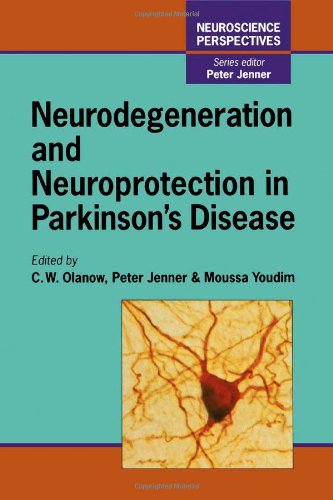 NEUROSCIENCE
PERSPECTIVES
Series editor
Peter Jenner
Neurodegeneration
and
Neuroprotection in
Parkinson's Disease
Edited by
C.W. Olanow, Peter Jenner & Moussa Youdim